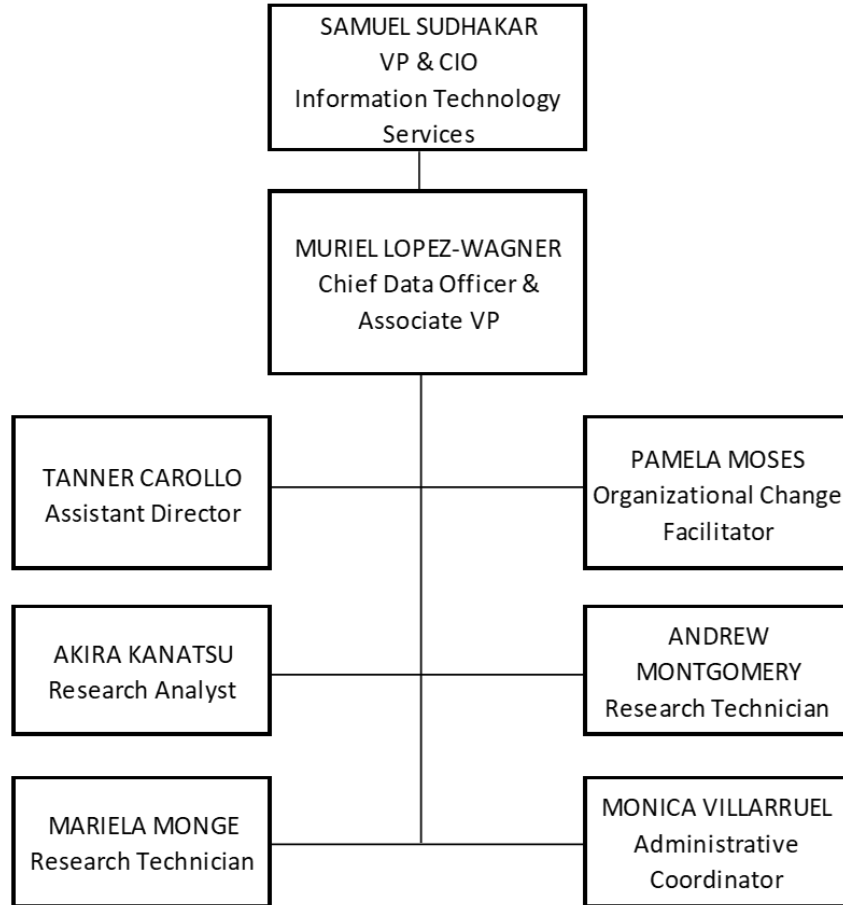 SAMUEL SUDHAKAR
VP & CIO
Information Technology
Services
MURIEL LOPEZ-WAGNER
Chief Data Officer &
Associate VP
TANNER CAROLLO
Assistant Director
PAMELA MOSES
Organizational Change
Facilitator
AKIRA KANATSU
Research Analyst
ANDREW
MONTGOMERY
Research Technician
MARIELA MONGE
Research Technician
MONICA VILLARRUEL
Administrative
Coordinator